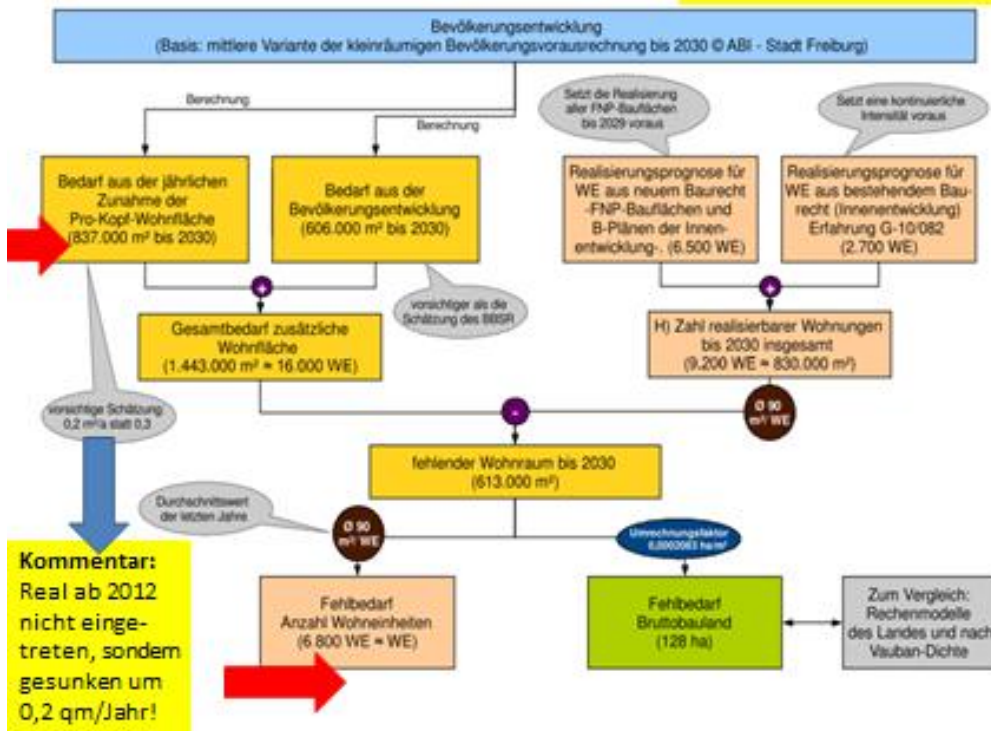 Bevölkerungsentwicklung
(Basis: mittlere Variante der kleinräumigen Bevölkerungsvorausrechnung bis 2030 © ABI - Stadt Freiburg)
Berechnung
Berechnung
Setzt die Realisierung
aller FNP-Bauflächen
bis 2029 voraus
Setzt eine kontinuierliche
Intensität voraus
Bedarf aus der jährlichen
Zunahme der
Pro-Kopf-Wohnfläche
(837.000 m² bis 2030)
Bedarf aus der
Bevölkerungsentwicklung
(606.000 m² bis 2030)
Realisierungsprognose für
WE aus neuem Baurecht
-FNP-Bauflächen und
B-Plänen der Innen-
entwicklung-. (6.500 WE)
Realisierungsprognose für
WE aus bestehendem Bau-
recht (Innenentwicklung)
Erfahrung G-10/082
(2.700 WE)
+
+
vorsichtiger als die
Schätzung des BBSR
Gesamtbedarf zusätzliche
Wohnfläche
(1.443.000 m² = 16.000 WE)
H) Zahl realisierbarer Wohnungen
bis 2030 insgesamt
(9.200 WE = 830.000 m²)
vorsichtige Schätzung
0,2 m²/a statt 0,3
-
Ø 90
m²/ WE
fehlender Wohnraum bis 2030
(613.000 m²)
Durchschnittswert
der letzten Jahre
Ø 90
m²/ WE
Umrechnungsfaktor
0,0002083 ha/m²
Kommentar:
Real ab 2012
nicht einge-
treten, sondern
gesunken um
0,2 qm/Jahr!
Fehlbedarf
Anzahl Wohneinheiten
(6.800 WE = WE)
Fehlbedarf
Bruttobauland
(128 ha)
Zum Vergleich:
Rechenmodelle
des Landes und nach
Vauban-Dichte